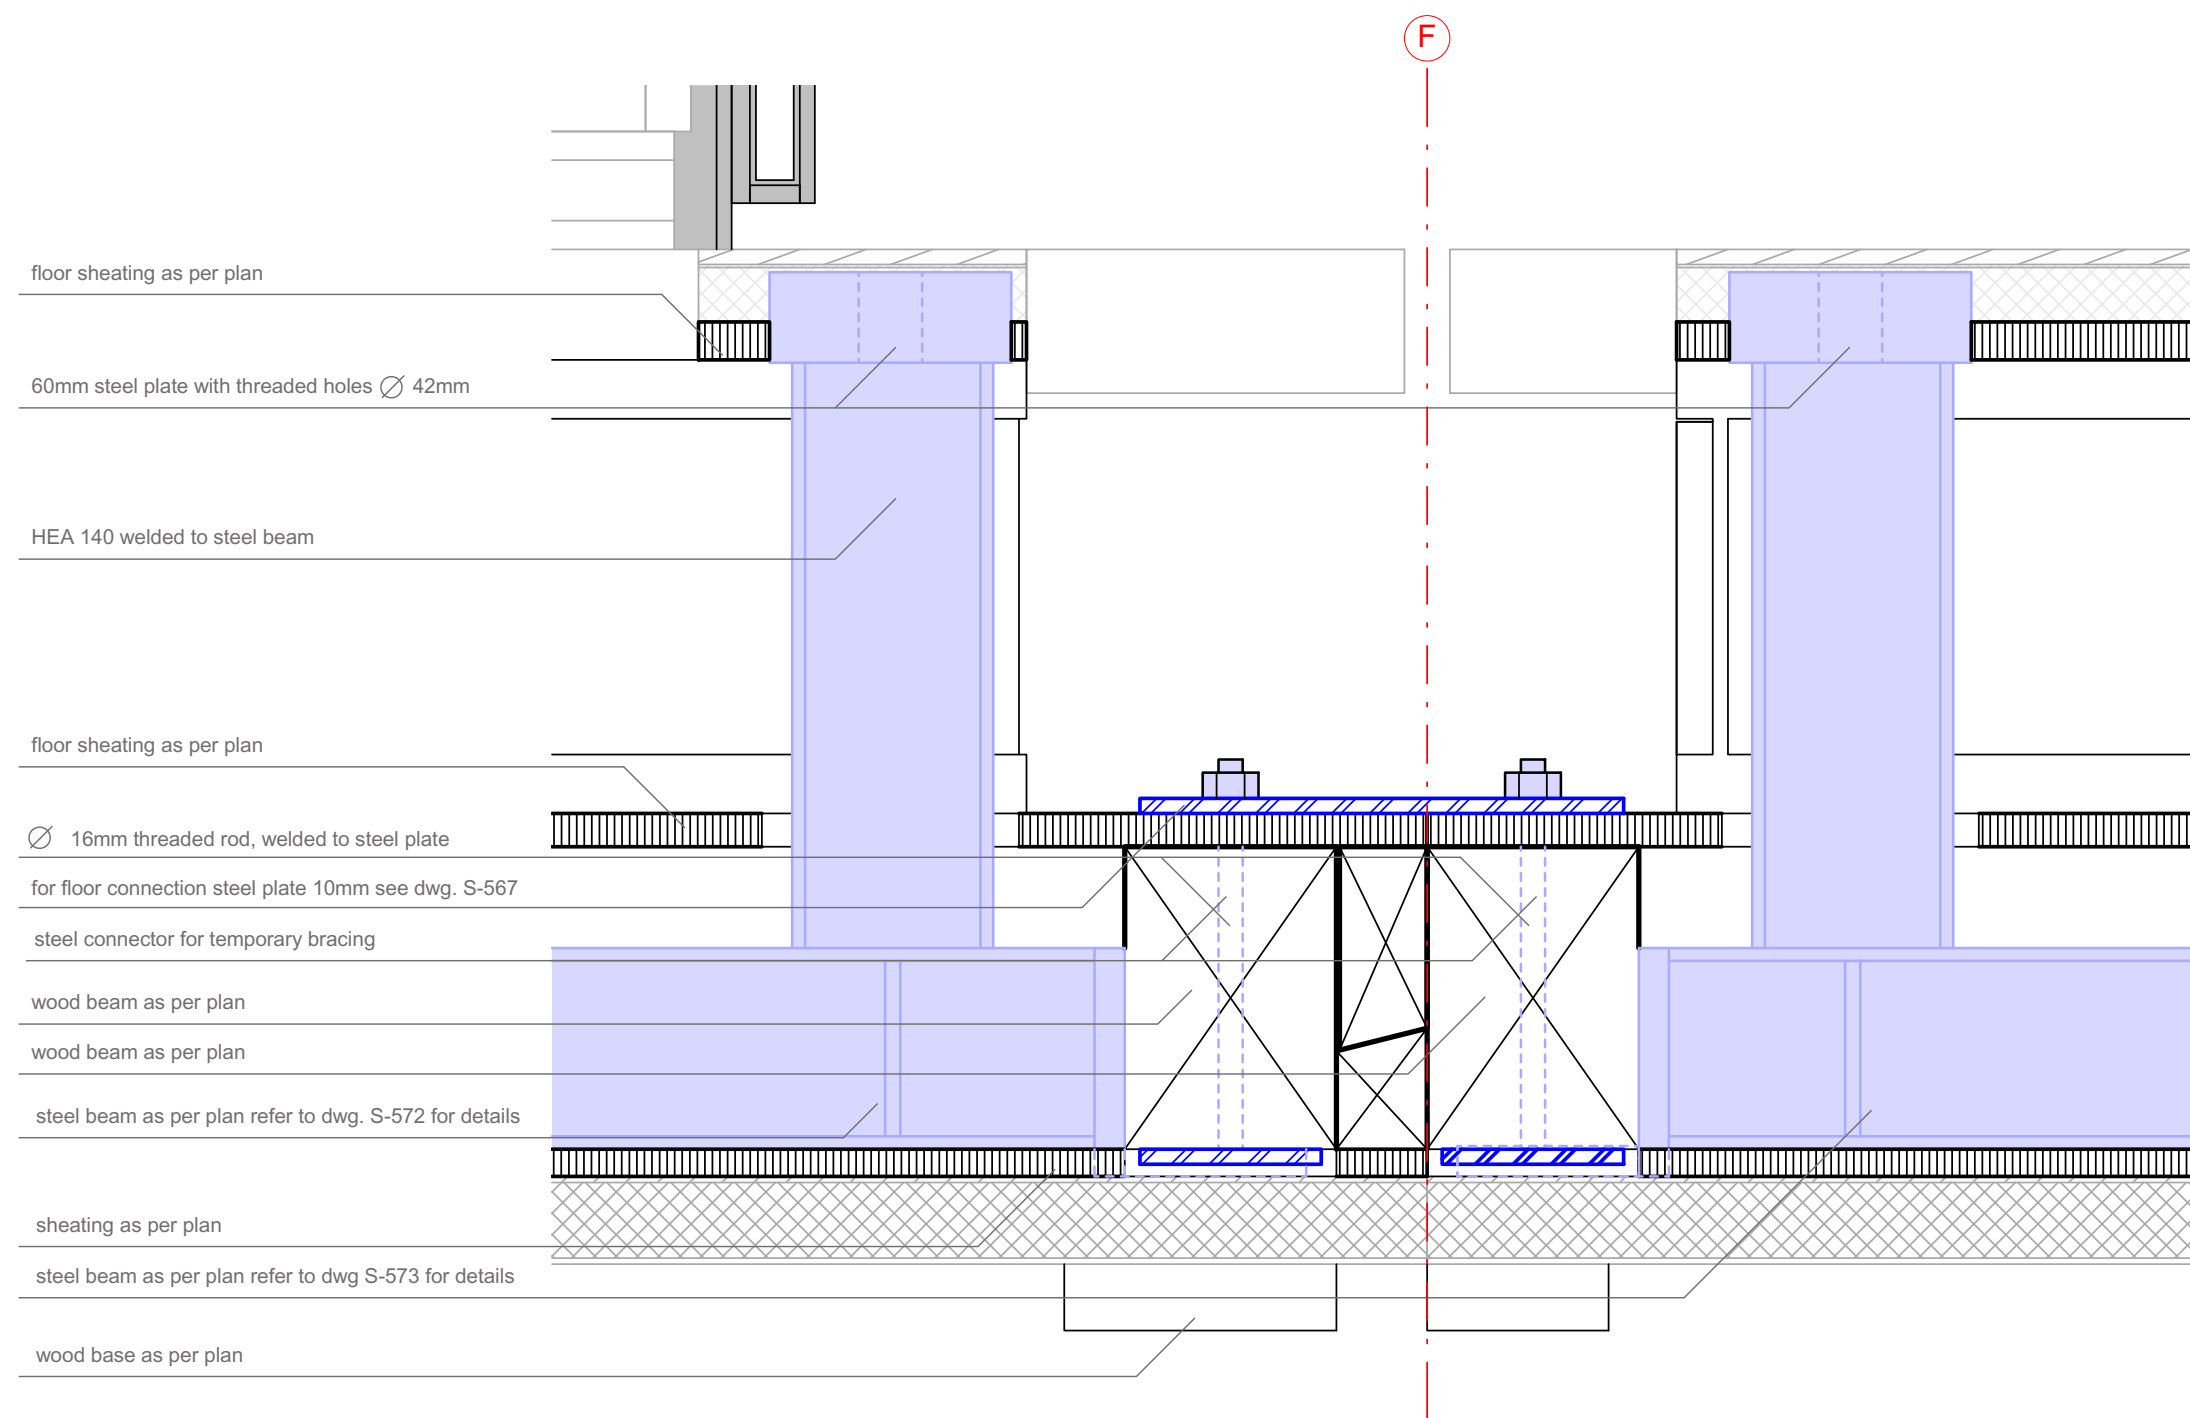 F
floor sheating as per plan
60mm steel plate with threaded holes ∅ 42mm
HEA 140 welded to steel beam
floor sheating as per plan
∅ 16mm threaded rod, welded to steel plate
for floor connection steel plate 10mm see dwg. S-567
steel connector for temporary bracing
wood beam as per plan
wood beam as per plan
steel beam as per plan refer to dwg. S-572 for details
sheating as per plan
steel beam as per plan refer to dwg S-573 for details
wood base as per plan